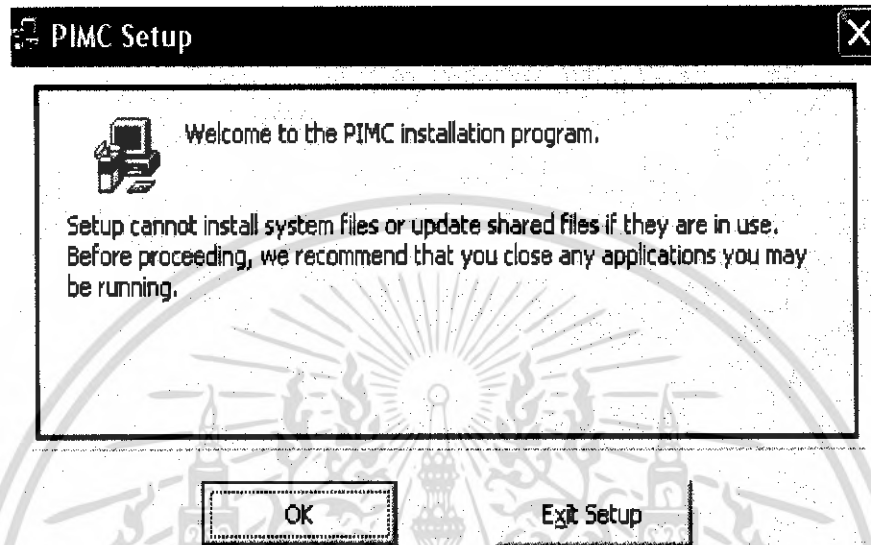 PIMC Setup
Welcome to the PIMC installation program.
Setup cannot install system files or update shared files if they are in use.
Before proceeding, we recommend that you close any applications you may
be running.
OK
Exit Setup